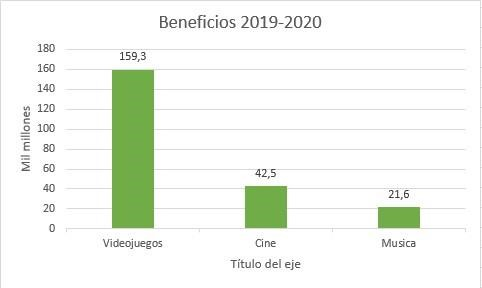 Beneficios 2019-2020
Mil millones
180
160
140
120
100
80
60
40
20
0
159,3
42,5
21,6
Videojuegos
Cine
Musica
Título del eje